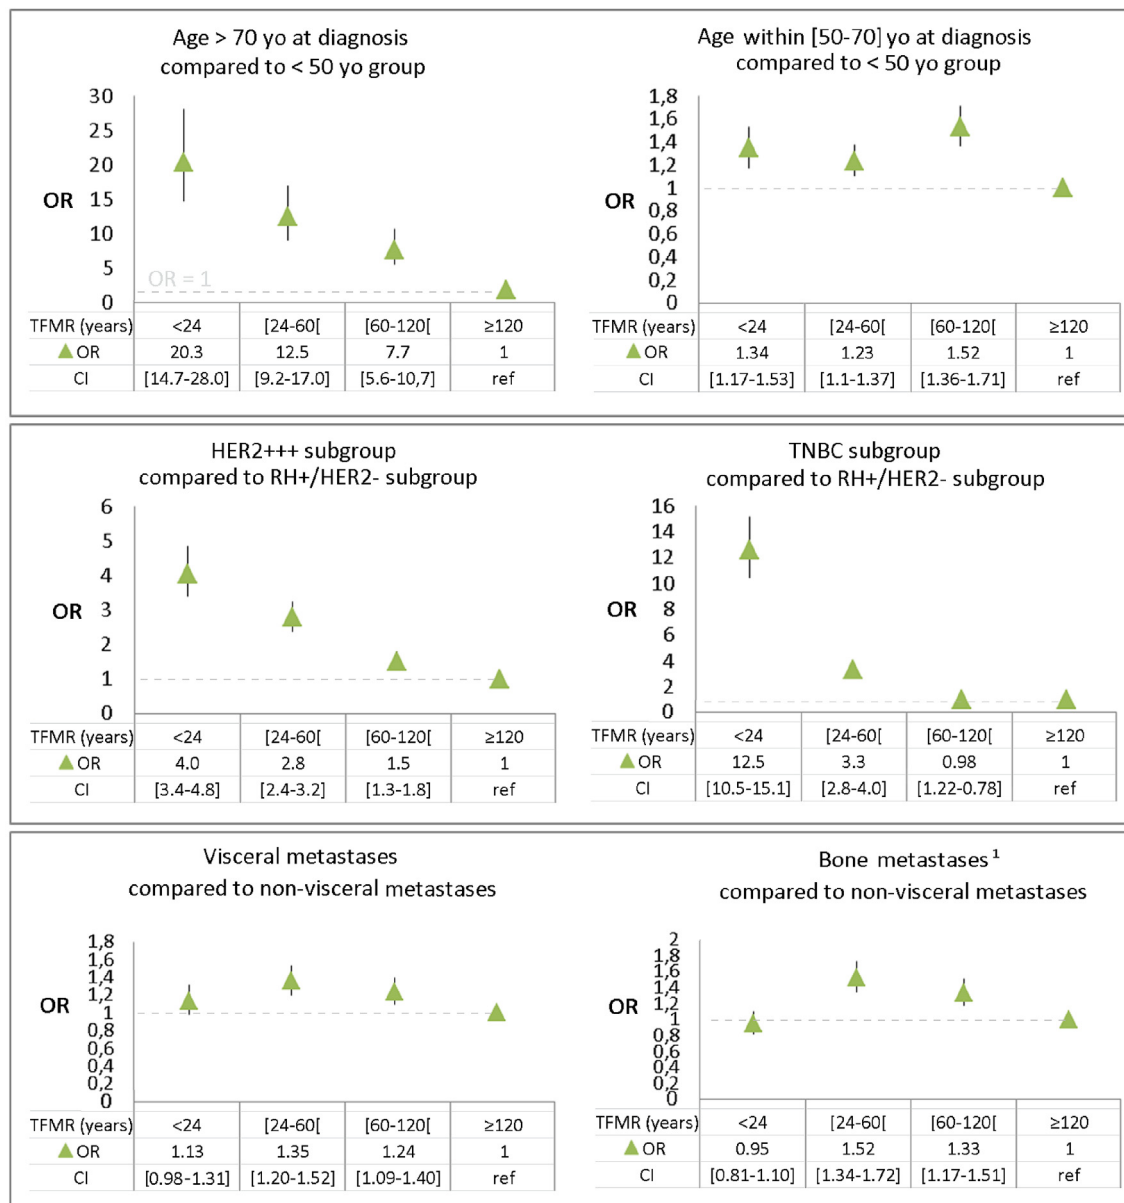 Age > 70 yo at diagnosis
compared to < 50 yo group
30
25
20
15
10
5
0
OR
OR = 1
TFMR (years) <24 [24-60[ [60-120[ ≥120
OR 20.3 12.5 7.7 1
CI [14.7-28.0] [9.2-17.0] [5.6-10,7] ref
Age within [50-70] yo at diagnosis
compared to < 50 yo group
1,8
1,6
1,4
1,2
1
0,8
0,6
0,4
0,2
0
OR
TFMR (years) <24 [24-60[ [60-120[ ≥120
OR 1.34 1.23 1.52 1
CI [1.17-1.53] [1.1-1.37] [1.36-1.71] ref
HER2+++ subgroup
compared to RH+/HER2- subgroup
6
5
4
3
2
1
0
OR
TFMR (years) <24 [24-60[ [60-120[ ≥120
OR 4.0 2.8 1.5 1
CI [3.4-4.8] [2.4-3.2] [1.3-1.8] ref
TNBC subgroup
compared to RH+/HER2- subgroup
16
14
12
10
8
6
4
2
0
OR
TFMR (years) <24 [24-60[ [60-120[ ≥120
OR 12.5 3.3 0.98 1
CI [10.5-15.1] [2.8-4.0] [1.22-0.78] ref
Visceral metastases
compared to non-visceral metastases
1,8
1,6
1,4
1,2
1
0,8
0,6
0,4
0,2
0
OR
TFMR (years) <24 [24-60[ [60-120[ ≥120
OR 1.13 1.35 1.24 1
CI [0.98-1.31] [1.20-1.52] [1.09-1.40] ref
Bone metastases ¹
compared to non-visceral metastases
2
1,8
1,6
1,4
1,2
1
0,8
0,6
0,4
0,2
0
OR
TFMR (years) <24 [24-60[ [60-120[ ≥120
OR 0.95 1.52 1.33 1
CI [0.81-1.10] [1.34-1.72] [1.17-1.51] ref